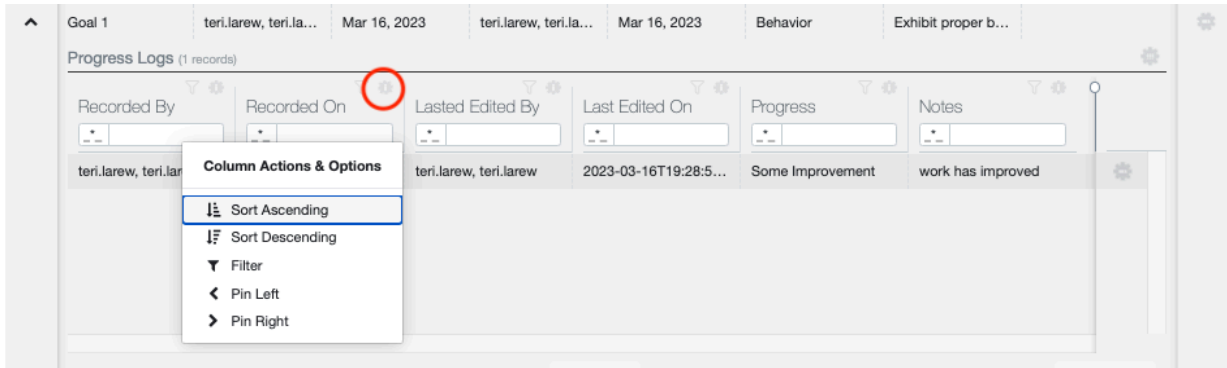 Goal 1 teri.larew, teri.la... Mar 16, 2023 teri.larew, teri.la... Mar 16, 2023 Behavior Exhibit proper b...
Progress Logs (1 records)
Recorded By Recorded On Lasted Edited By Last Edited On Progress Notes
teri.larew, teri.lar teri.larew, teri.larew 2023-03-16T19:28:5... Some Improvement work has improved
Column Actions & Options
Sort Ascending
Sort Descending
Filter
Pin Left
Pin Right